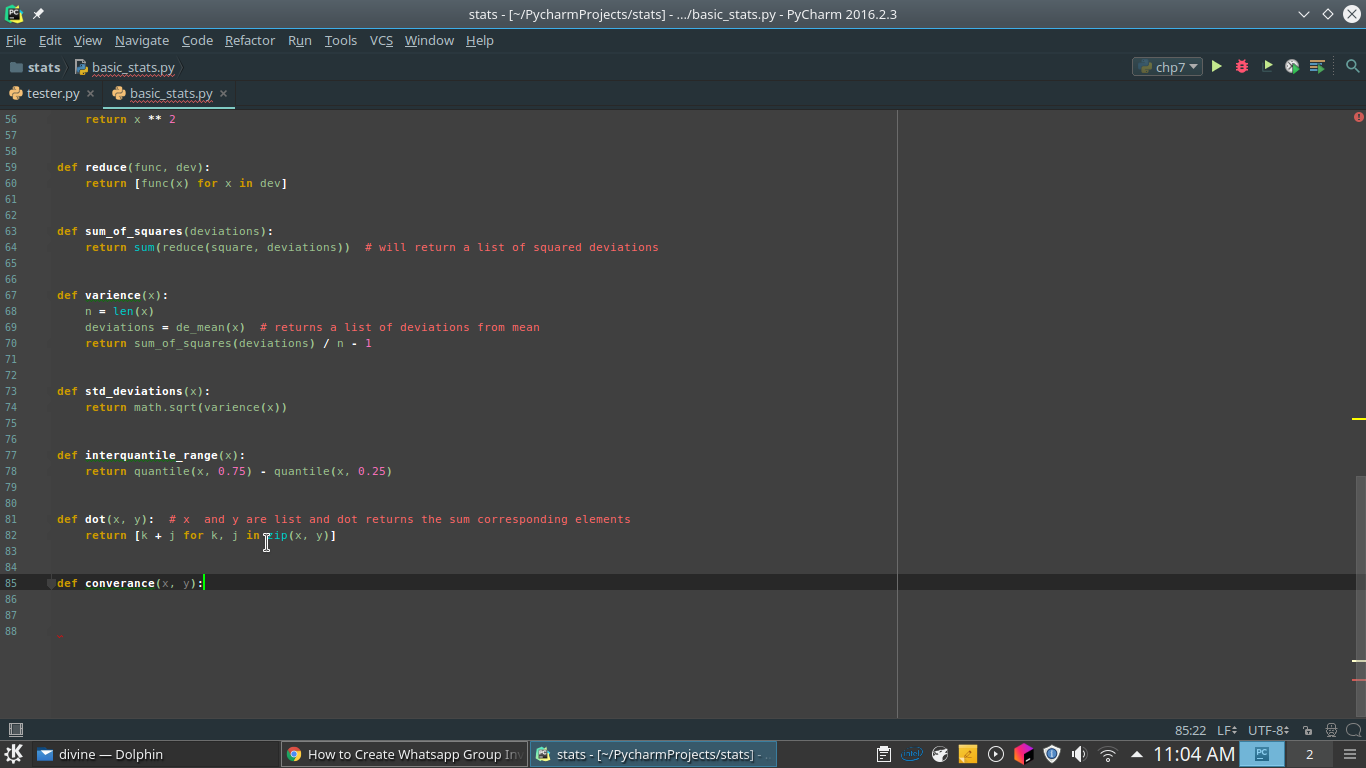 stats - [~/PycharmProjects/stats] - .../basic_stats.py - PyCharm 2016.2.3
File Edit View Navigate Code Refactor Run Tools VCS Window Help
stats basic_stats.py chp7
tester.py basic_stats.py
56 return x ** 2
57
58
59 def reduce(func, dev):
60 return [func(x) for x in dev]
61
62
63 def sum_of_squares(deviations):
64 return sum(reduce(square, deviations))  # will return a list of squared deviations
65
66
67 def varience(x):
68 n = len(x)
69 deviations = de_mean(x)  # returns a list of deviations from mean
70 return sum_of_squares(deviations) / n - 1
71
72
73 def std_deviations(x):
74 return math.sqrt(varience(x))
75
76
77 def interquantile_range(x):
78 return quantile(x, 0.75) - quantile(x, 0.25)
79
80
81 def dot(x, y):  # x  and y are list and dot returns the sum corresponding elements
82 return [k + j for k, j in zip(x, y)]
83
84
85 def converance(x, y):
86
87
88
85:22 LF UTF-8
divine — Dolphin How to Create Whatsapp Group In stats - [~/PycharmProjects/stats] - 11:04 AM 2